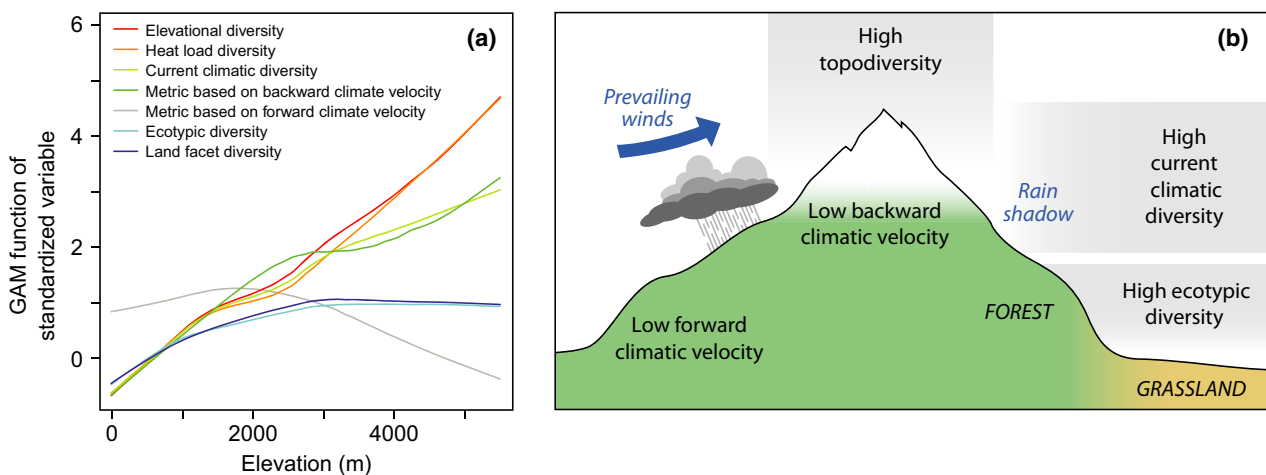 (a)
Elevational diversity
Heat load diversity
Current climatic diversity
Metric based on backward climate velocity
Metric based on forward climate velocity
Ecotypic diversity
Land facet diversity
6
4
2
0
GAM function of
standardized variable
0
2000
4000
Elevation (m)
(b)
High
topodiversity
Prevailing
winds
High
current
climatic
diversity
Rain
shadow
Low backward
climatic velocity
High ecotypic
diversity
FOREST
Low forward
climatic velocity
GRASSLAND